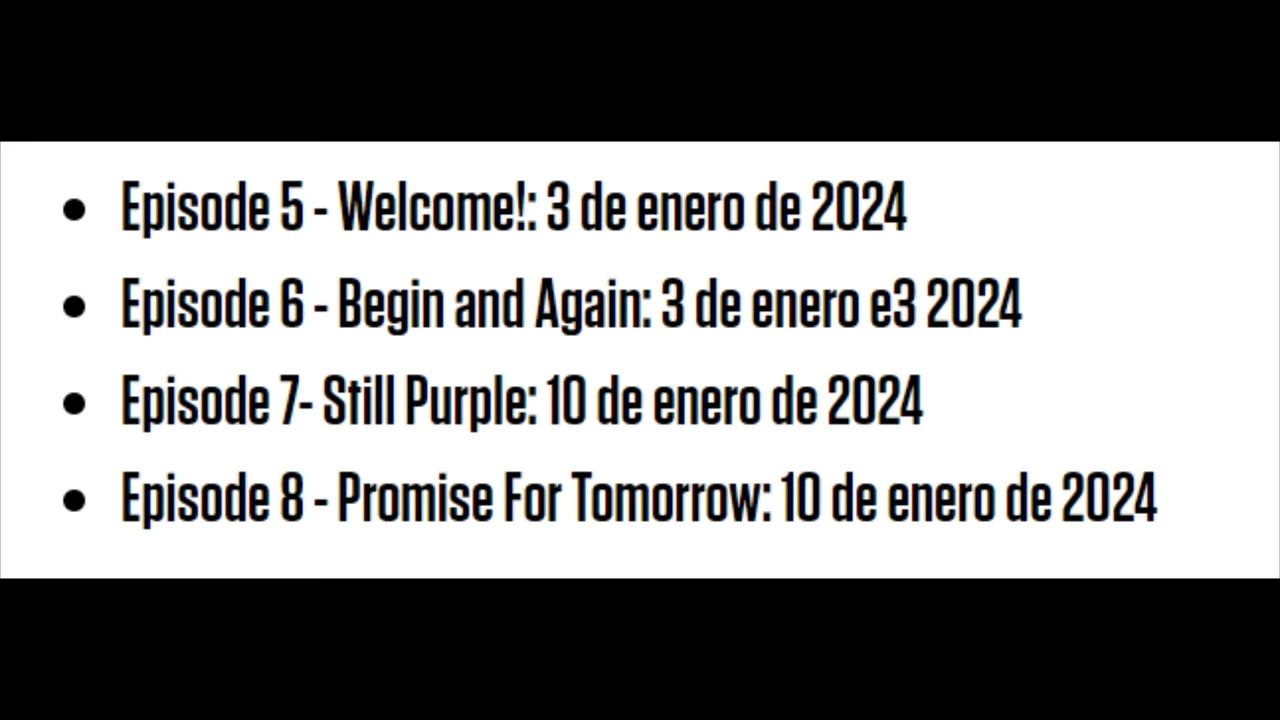 • Episode 5 - Welcome!: 3 de enero de 2024
• Episode 6 - Begin and Again: 3 de enero e3 2024
• Episode 7- Still Purple: 10 de enero de 2024
• Episode 8 - Promise For Tomorrow: 10 de enero de 2024